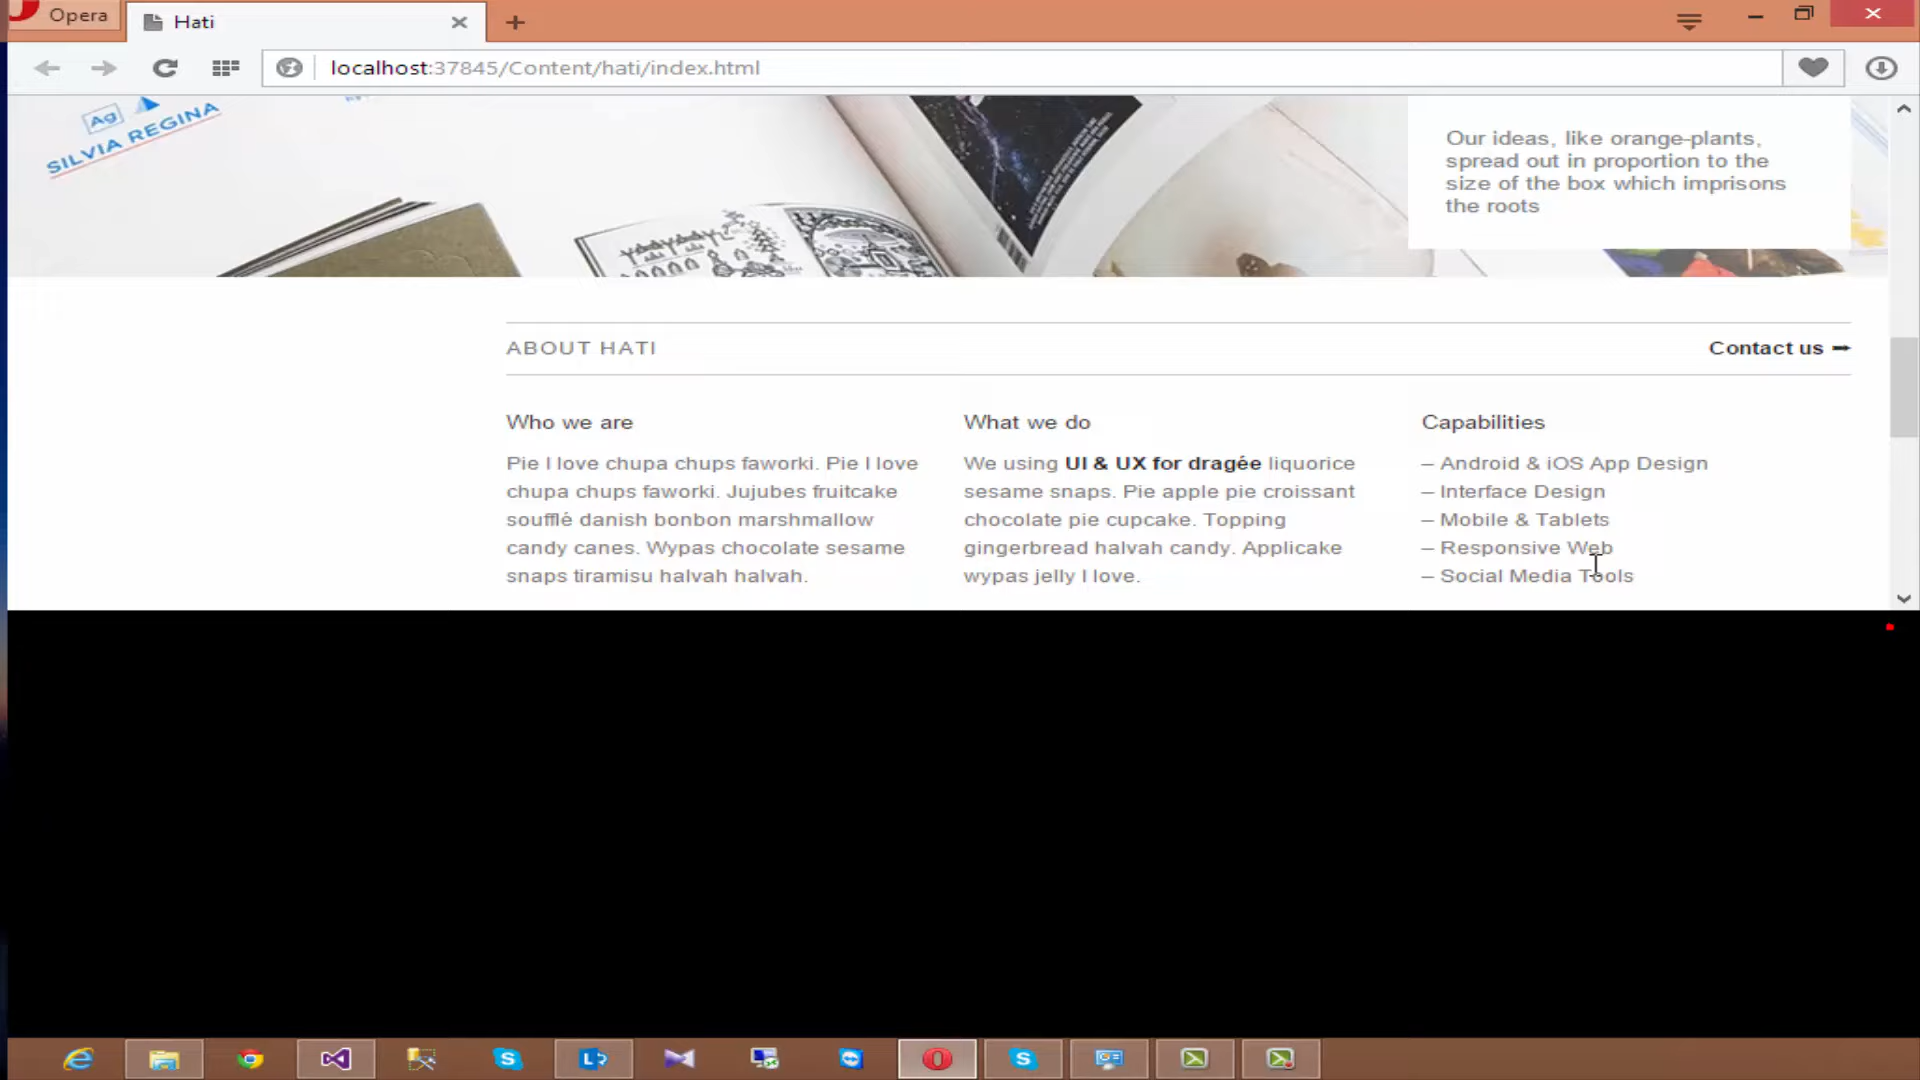 Opera
Hati
localhost:37845/Content/hati/index.html
Ag
SILVIA REGINA
Our ideas, like orange-plants,
spread out in proportion to the
size of the box which imprisons
the roots
ABOUT HATI
Contact us
Who we are
Pie I love chupa chups faworki. Pie I love
chupa chups faworki. Jujubes fruitcake
soufflé danish bonbon marshmallow
candy canes. Wypas chocolate sesame
snaps tiramisu halvah halvah.
What we do
We using UI & UX for dragée liquorice
sesame snaps. Pie apple pie croissant
chocolate pie cupcake. Topping
gingerbread halvah candy. Applicake
wypas jelly I love.
Capabilities
– Android & iOS App Design
– Interface Design
– Mobile & Tablets
– Responsive Web
– Social Media Tools